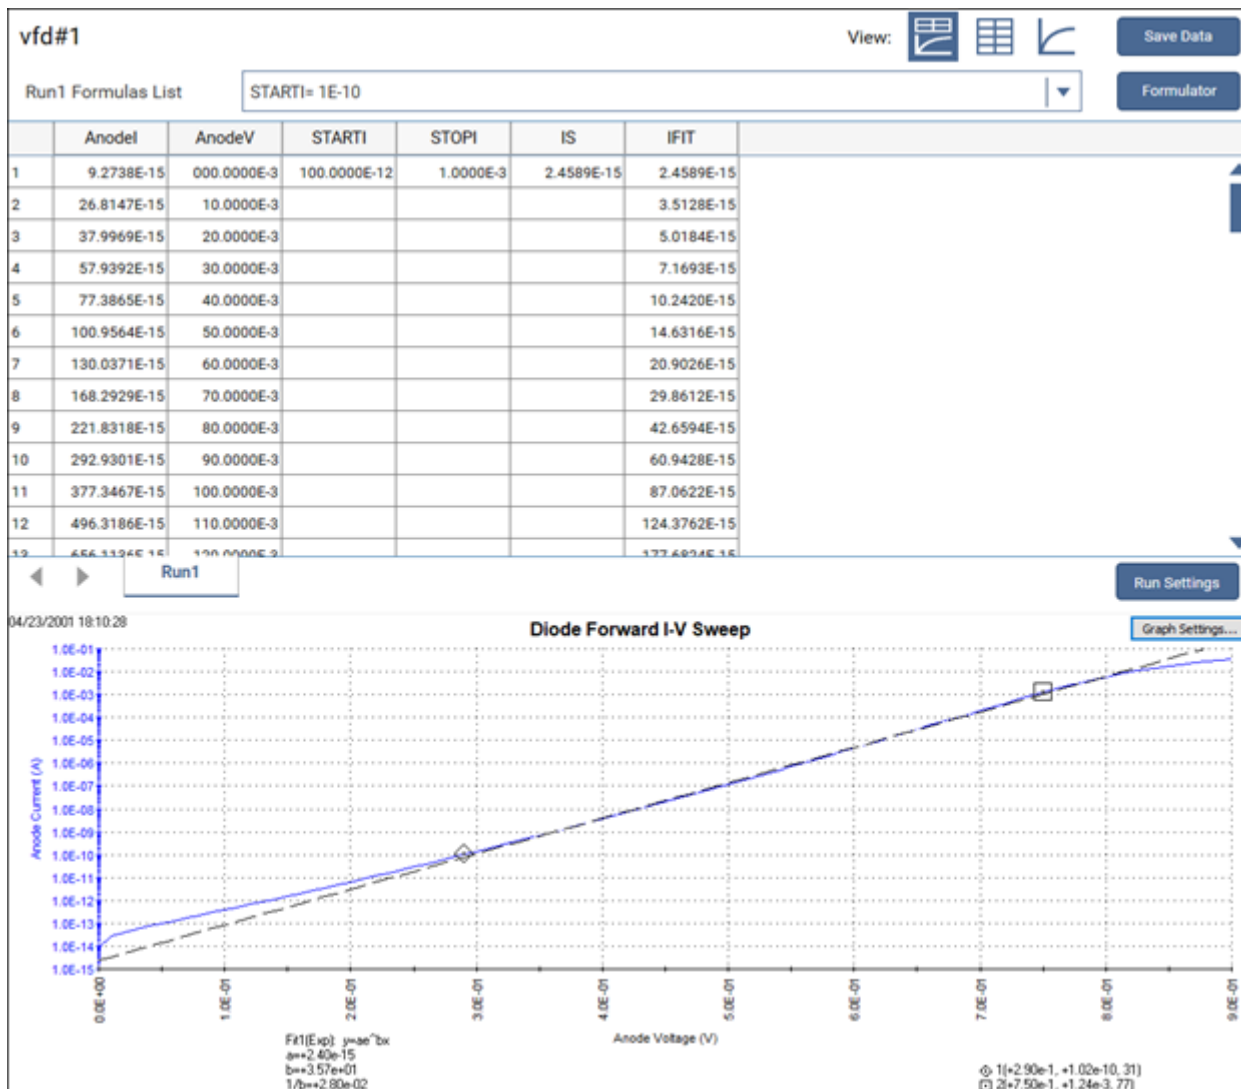 vfd#1
View:
Save Data
Run1 Formulas List
STARTI= 1E-10
Formulator
AnodeI AnodeV STARTI STOPI IS IFIT
1 9.2738E-15 000.0000E-3 100.0000E-12 1.0000E-3 2.4589E-15 2.4589E-15
2 26.8147E-15 10.0000E-3 3.5128E-15
3 37.9969E-15 20.0000E-3 5.0184E-15
4 57.9392E-15 30.0000E-3 7.1693E-15
5 77.3865E-15 40.0000E-3 10.2420E-15
6 100.9564E-15 50.0000E-3 14.6316E-15
7 130.0371E-15 60.0000E-3 20.9026E-15
8 168.2929E-15 70.0000E-3 29.8612E-15
9 221.8318E-15 80.0000E-3 42.6594E-15
10 292.9301E-15 90.0000E-3 60.9428E-15
11 377.3467E-15 100.0000E-3 87.0622E-15
12 496.3186E-15 110.0000E-3 124.3762E-15
13 656.1136E-15 120.0000E-3 177.6824E-15
Run1
Run Settings
04/23/2001 18:10:28
Diode Forward I-V Sweep
Graph Settings...
1.0E-01
1.0E-02
1.0E-03
1.0E-04
1.0E-05
1.0E-06
1.0E-07
1.0E-08
1.0E-09
1.0E-10
1.0E-11
1.0E-12
1.0E-13
1.0E-14
1.0E-15
Anode Current (A)
0.0E+00
1.0E-01
2.0E-01
3.0E-01
4.0E-01
5.0E-01
6.0E-01
7.0E-01
8.0E-01
9.0E-01
Anode Voltage (V)
Fit1(Exp): y=ae^bx
a=+2.40e-15
b=+3.57e+01
1/b=+2.80e-02
1(+2.90e-1, +1.02e-10, 31)
2(+7.50e-1, +1.24e-3, 77)